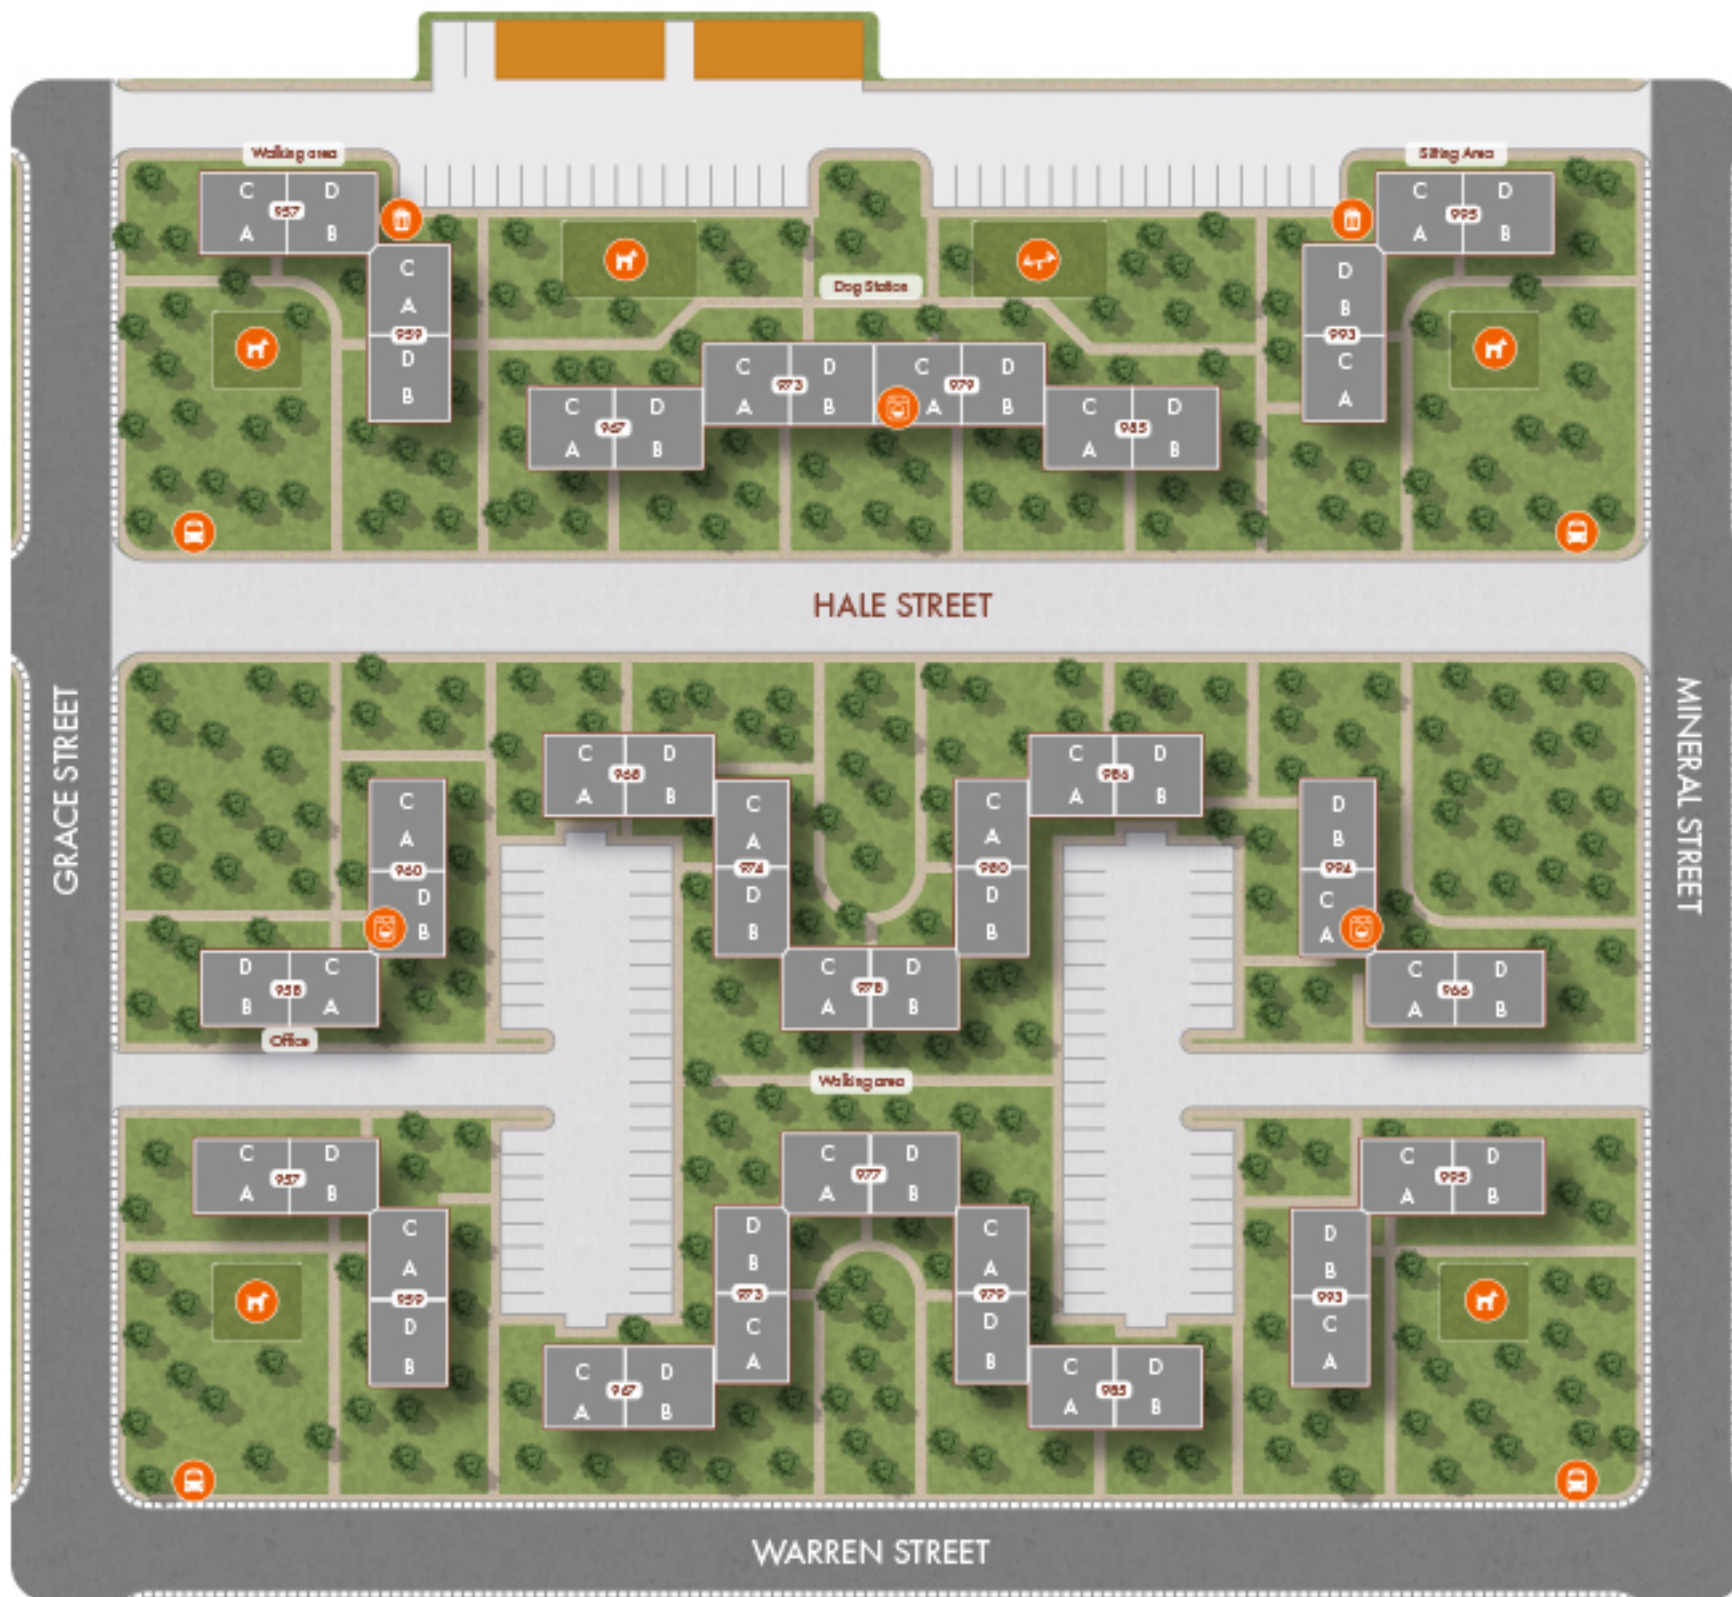 Walking area
Sitting Area
C D
957
A B
C D
995
A B
C
A
959
D
B
Dog Station
D
B
993
C
A
C D
973
A B
C D
979
A B
C D
967
A B
C D
985
A B
HALE STREET
GRACE STREET
MINERAL STREET
C D
968
A B
C D
986
A B
C
A
960
D
B
C
A
974
D
B
C
A
980
D
B
D
B
994
C
A
D C
958
B A
Office
C D
978
A B
C D
966
A B
Walking area
C D
957
A B
C D
977
A B
C D
995
A B
C
A
959
D
B
D
B
973
C
A
C
A
979
D
B
D
B
993
C
A
C D
967
A B
C D
985
A B
WARREN STREET